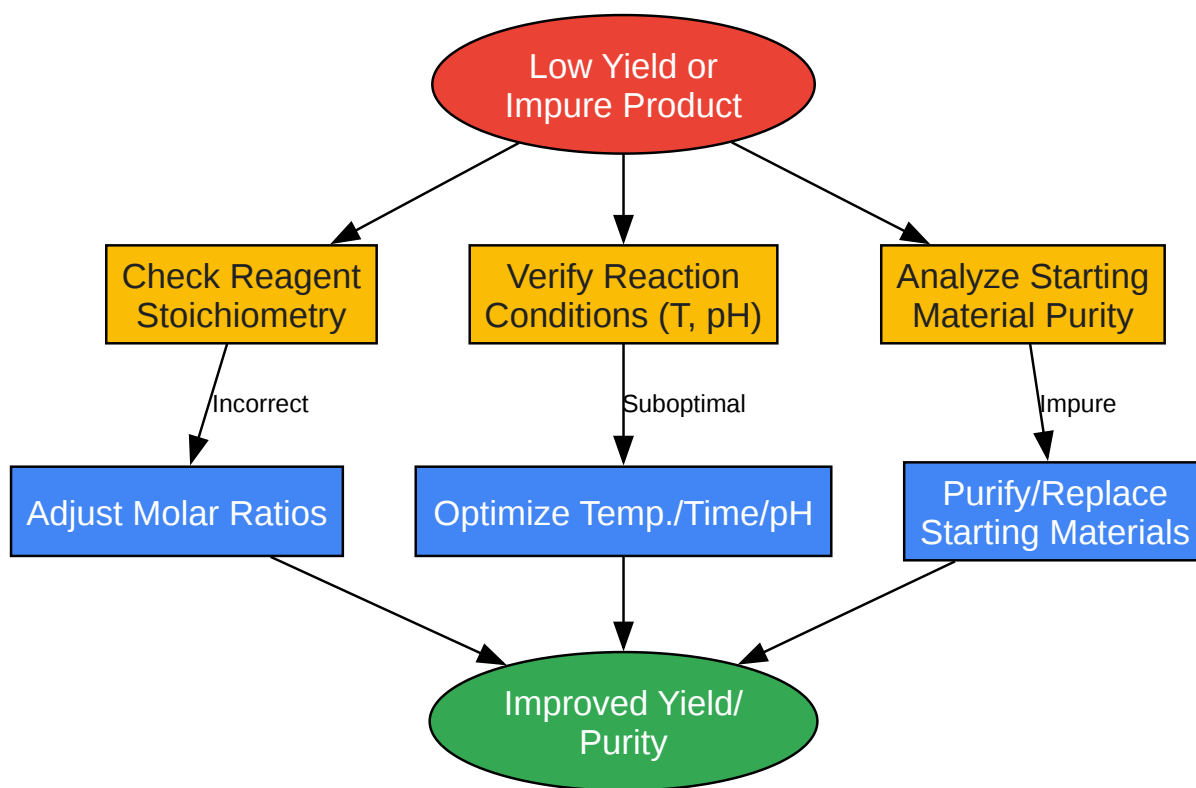 Low Yield or
Impure Product
Check Reagent
Stoichiometry
Verify Reaction
Conditions (T, pH)
Analyze Starting
Material Purity
Incorrect
Suboptimal
Impure
Adjust Molar Ratios
Optimize Temp./Time/pH
Purify/Replace
Starting Materials
Improved Yield/
Purity